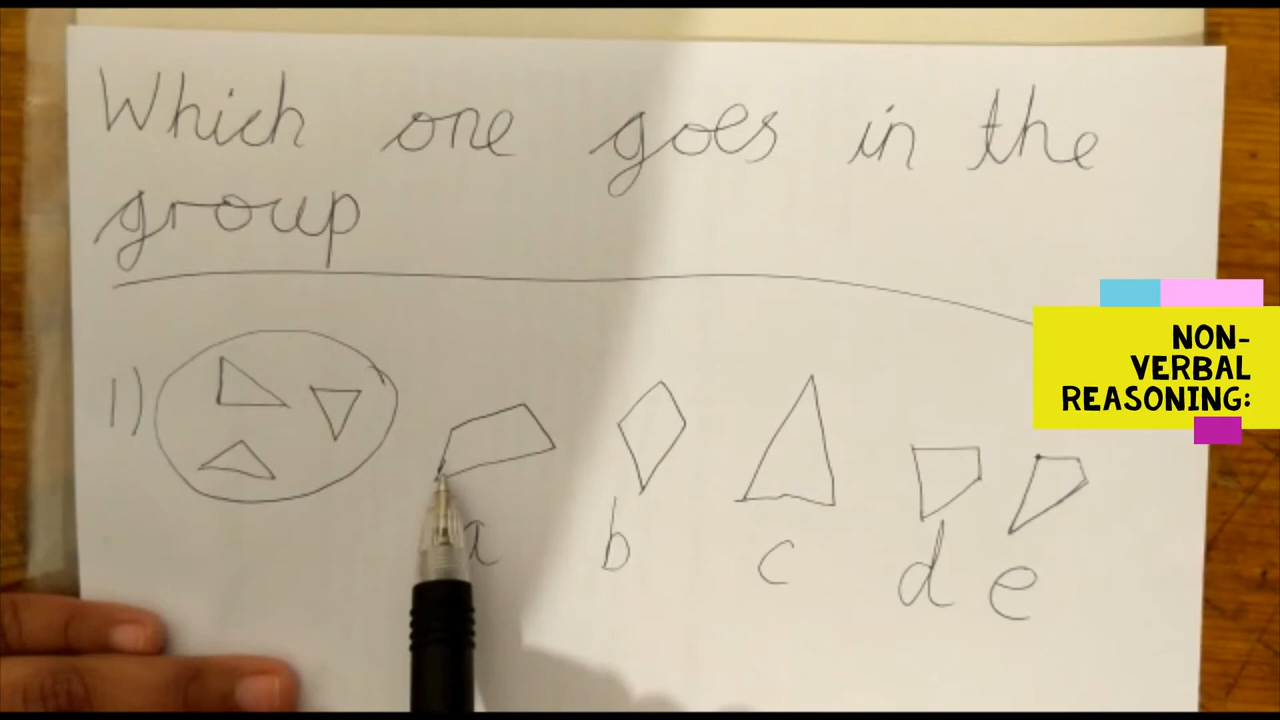 Which one goes in the
group
NON-
VERBAL
REASONING:
1)
a
b
c
d
e